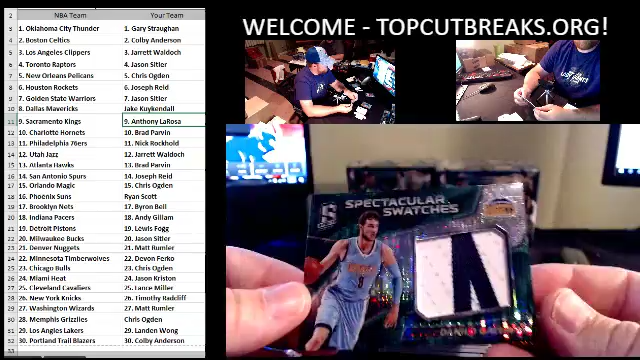 WELCOME - TOPCUTBREAKS.ORG!
NBA Team Your Team
1. Oklahoma City Thunder 1. Gary Straughan
2. Boston Celtics 2. Colby Anderson
3. Los Angeles Clippers 3. Jarrett Waldoch
4. Toronto Raptors 4. Jason Sitler
5. New Orleans Pelicans 5. Chris Ogden
6. Houston Rockets 6. Joseph Reid
7. Golden State Warriors 7. Jason Sitler
8. Dallas Mavericks Jake Kuykendall
9. Sacramento Kings 9. Anthony LaRosa
10. Charlotte Hornets 10. Brad Parvin
11. Philadelphia 76ers 11. Nick Rockhold
12. Utah Jazz 12. Jarrett Waldoch
13. Atlanta Hawks 13. Brad Parvin
14. San Antonio Spurs 14. Joseph Reid
15. Orlando Magic 15. Chris Ogden
16. Phoenix Suns Ryan Scott
17. Brooklyn Nets 17. Byron Bell
18. Indiana Pacers 18. Andy Gillam
19. Detroit Pistons 19. Lewis Fogg
20. Milwaukee Bucks 20. Jason Sitler
21. Denver Nuggets 21. Matt Rumler
22. Minnesota Timberwolves 22. Devon Ferko
23. Chicago Bulls 23. Chris Ogden
24. Miami Heat 24. Jason Kriston
25. Cleveland Cavaliers 25. Lance Miller
26. New York Knicks 26. Timothy Radcliff
27. Washington Wizards 27. Matt Rumler
28. Memphis Grizzlies Chris Ogden
29. Los Angeles Lakers 29. Landen Wong
30. Portland Trail Blazers 30. Colby Anderson
SPECTACULAR
SWATCHES